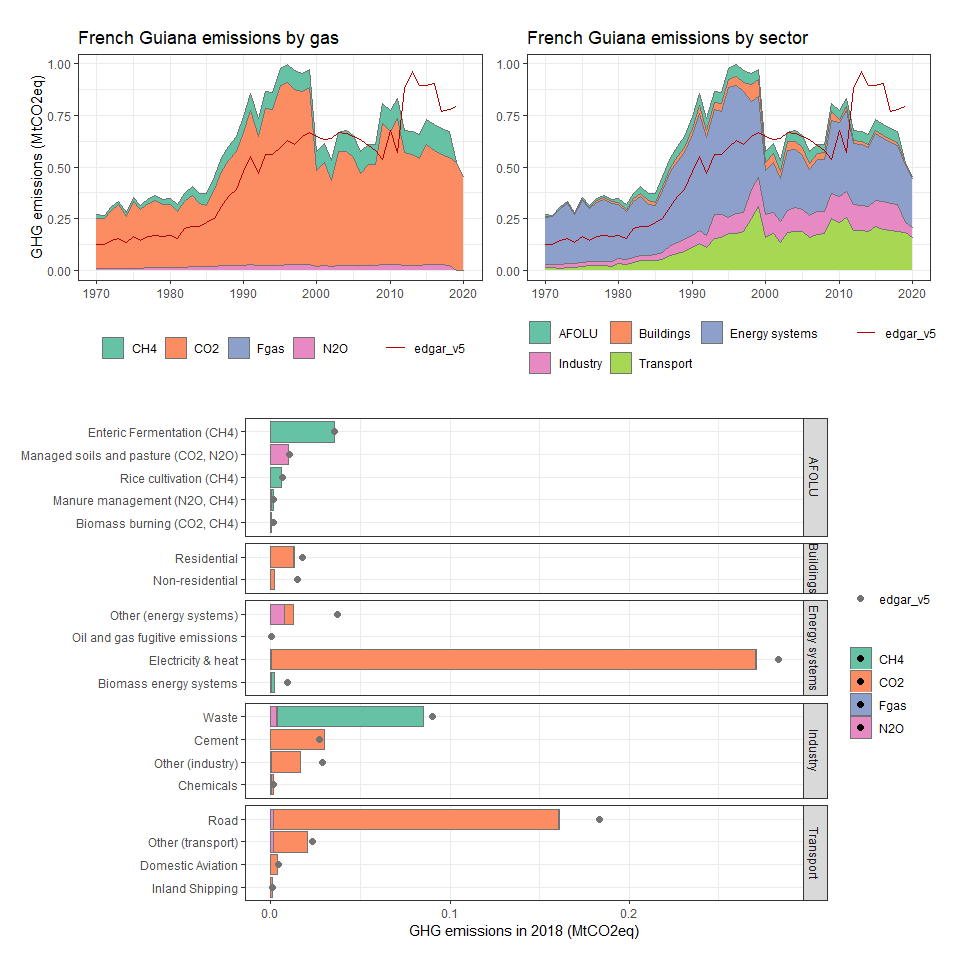 French Guiana emissions by gas
GHG emissions (MtCO2eq)
1.00
0.75
0.50
0.25
0.00
1970
1980
1990
2000
2010
2020
CH4
CO2
Fgas
N2O
edgar_v5
French Guiana emissions by sector
1.00
0.75
0.50
0.25
0.00
1970
1980
1990
2000
2010
2020
AFOLU
Buildings
Energy systems
edgar_v5
Industry
Transport
Enteric Fermentation (CH4)
Managed soils and pasture (CO2, N2O)
Rice cultivation (CH4)
Manure management (N2O, CH4)
Biomass burning (CO2, CH4)
AFOLU
Residential
Non-residential
Buildings
Other (energy systems)
Oil and gas fugitive emissions
Electricity & heat
Biomass energy systems
Energy systems
Waste
Cement
Other (industry)
Chemicals
Industry
Road
Other (transport)
Domestic Aviation
Inland Shipping
Transport
0.0
0.1
0.2
GHG emissions in 2018 (MtCO2eq)
edgar_v5
CH4
CO2
Fgas
N2O